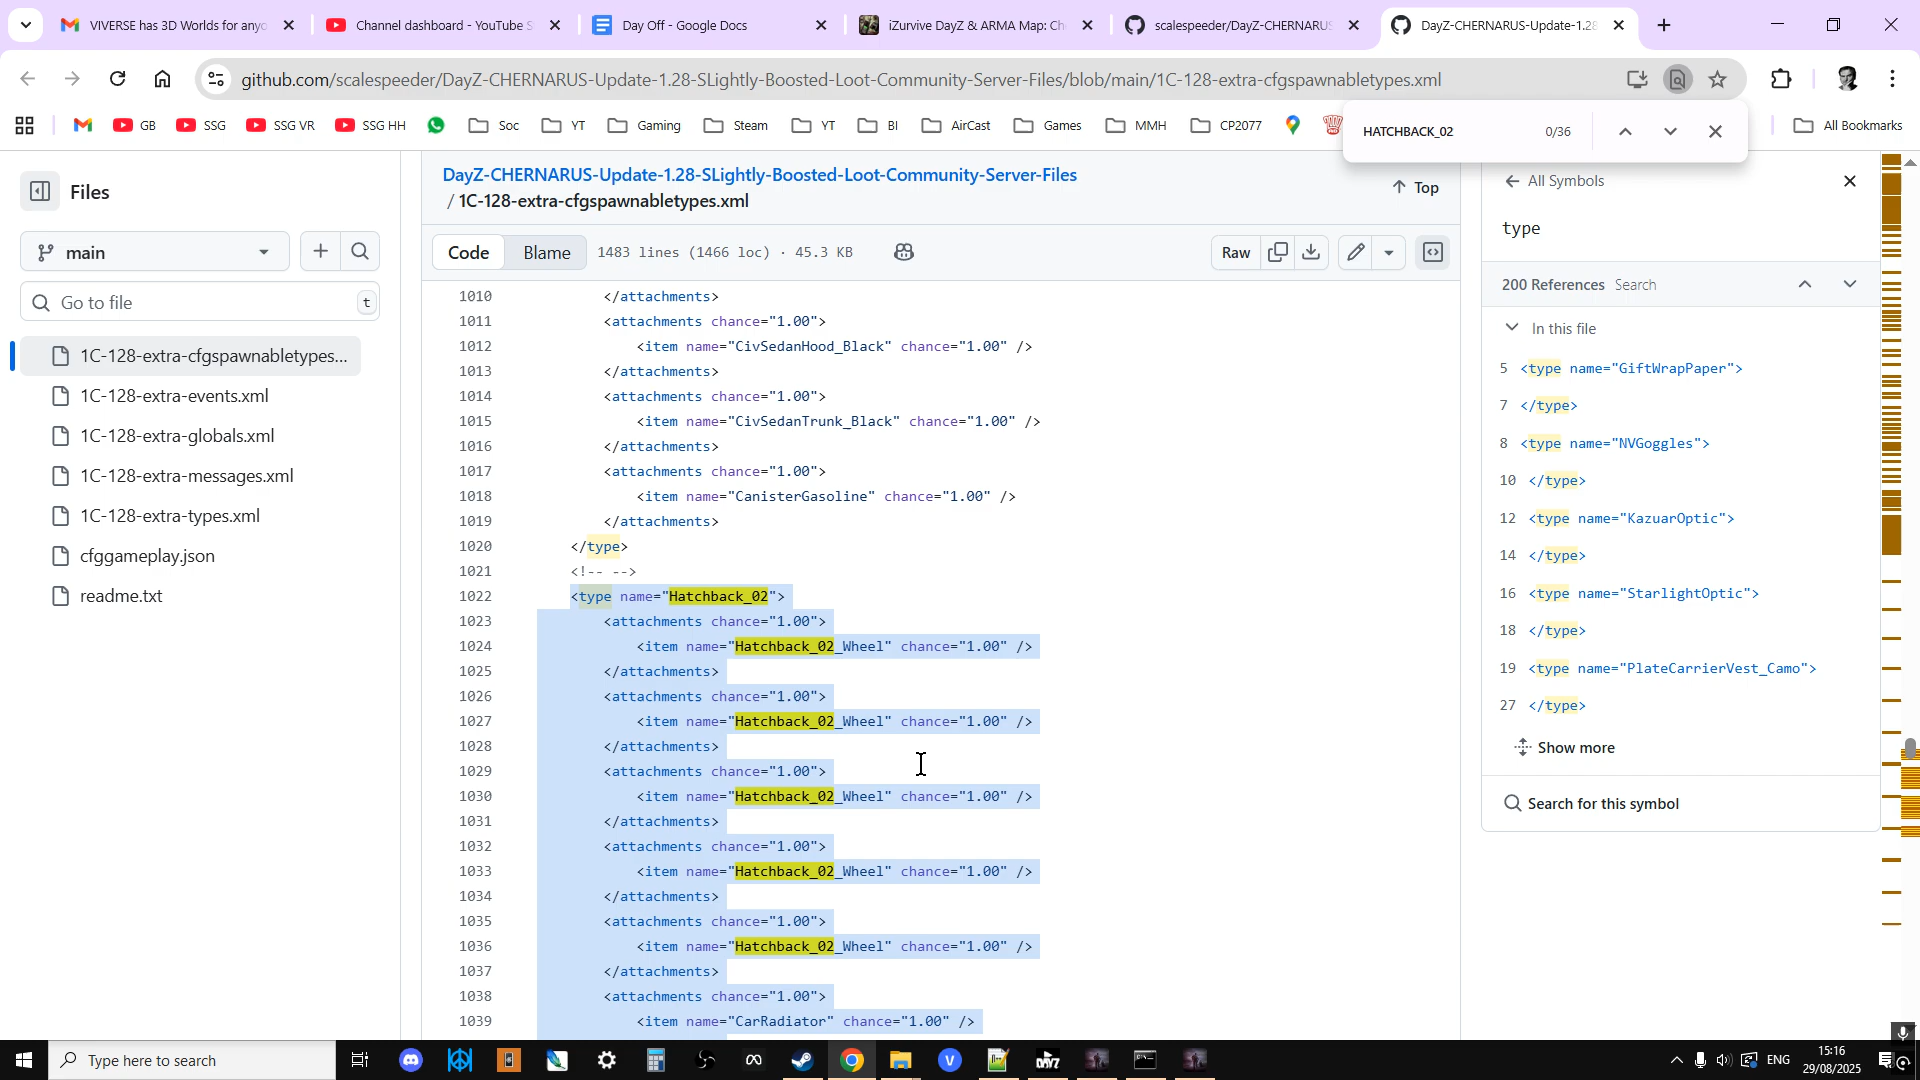 VIVERSE has 3D Worlds for anyo
Channel dashboard - YouTube S
Day Off - Google Docs
iZurvive DayZ & ARMA Map: Ch
scalespeeder/DayZ-CHERNARUS
DayZ-CHERNARUS-Update-1.28
github.com/scalespeeder/DayZ-CHERNARUS-Update-1.28-SLightly-Boosted-Loot-Community-Server-Files/blob/main/1C-128-extra-cfgspawnabletypes.xml
GB
SSG
SSG VR
SSG HH
Soc
YT
Gaming
Steam
YT
BI
AirCast
Games
MMH
CP2077
All Bookmarks
HATCHBACK_02 0/36
Files
main
Go to file t
1C-128-extra-cfgspawnabletypes...
1C-128-extra-events.xml
1C-128-extra-globals.xml
1C-128-extra-messages.xml
1C-128-extra-types.xml
cfggameplay.json
readme.txt
DayZ-CHERNARUS-Update-1.28-SLightly-Boosted-Loot-Community-Server-Files
/ 1C-128-extra-cfgspawnabletypes.xml
Top
Code Blame 1483 lines (1466 loc) · 45.3 KB Raw
1010 </attachments>
1011 <attachments chance="1.00">
1012 <item name="CivSedanHood_Black" chance="1.00" />
1013 </attachments>
1014 <attachments chance="1.00">
1015 <item name="CivSedanTrunk_Black" chance="1.00" />
1016 </attachments>
1017 <attachments chance="1.00">
1018 <item name="CanisterGasoline" chance="1.00" />
1019 </attachments>
1020 </type>
1021 <!-- -->
1022 <type name="Hatchback_02">
1023 <attachments chance="1.00">
1024 <item name="Hatchback_02_Wheel" chance="1.00" />
1025 </attachments>
1026 <attachments chance="1.00">
1027 <item name="Hatchback_02_Wheel" chance="1.00" />
1028 </attachments>
1029 <attachments chance="1.00">
1030 <item name="Hatchback_02_Wheel" chance="1.00" />
1031 </attachments>
1032 <attachments chance="1.00">
1033 <item name="Hatchback_02_Wheel" chance="1.00" />
1034 </attachments>
1035 <attachments chance="1.00">
1036 <item name="Hatchback_02_Wheel" chance="1.00" />
1037 </attachments>
1038 <attachments chance="1.00">
1039 <item name="CarRadiator" chance="1.00" />
All Symbols
type
200 References Search
In this file
5 <type name="GiftWrapPaper">
7 </type>
8 <type name="NVGoggles">
10 </type>
12 <type name="KazuarOptic">
14 </type>
16 <type name="StarlightOptic">
18 </type>
19 <type name="PlateCarrierVest_Camo">
27 </type>
Show more
Search for this symbol
Type here to search
DAYZ
ENG
15:16
29/08/2025